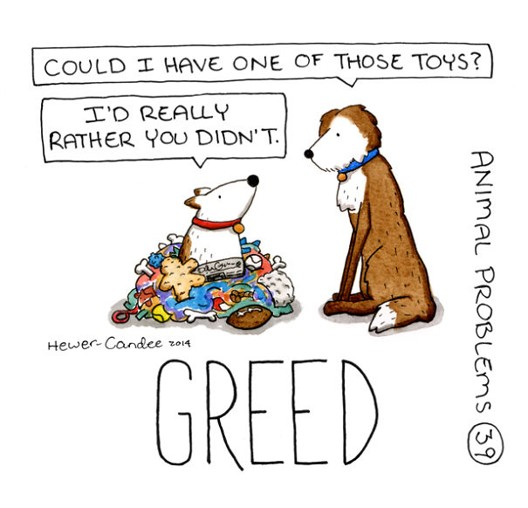 COULD I HAVE ONE OF THOSE TOYS?
I'D REALLY
RATHER YOU DIDN'T.
Hewer-Candee 2014
GREED
ANIMAL PROBLEMS 39